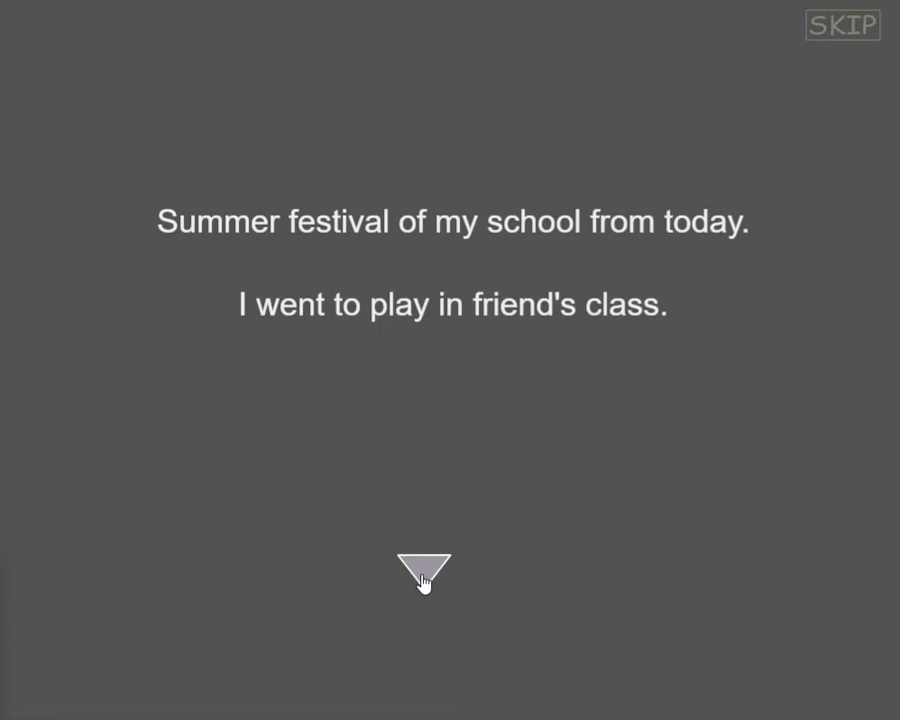 SKIP
Summer festival of my school from today.
I went to play in friend's class.